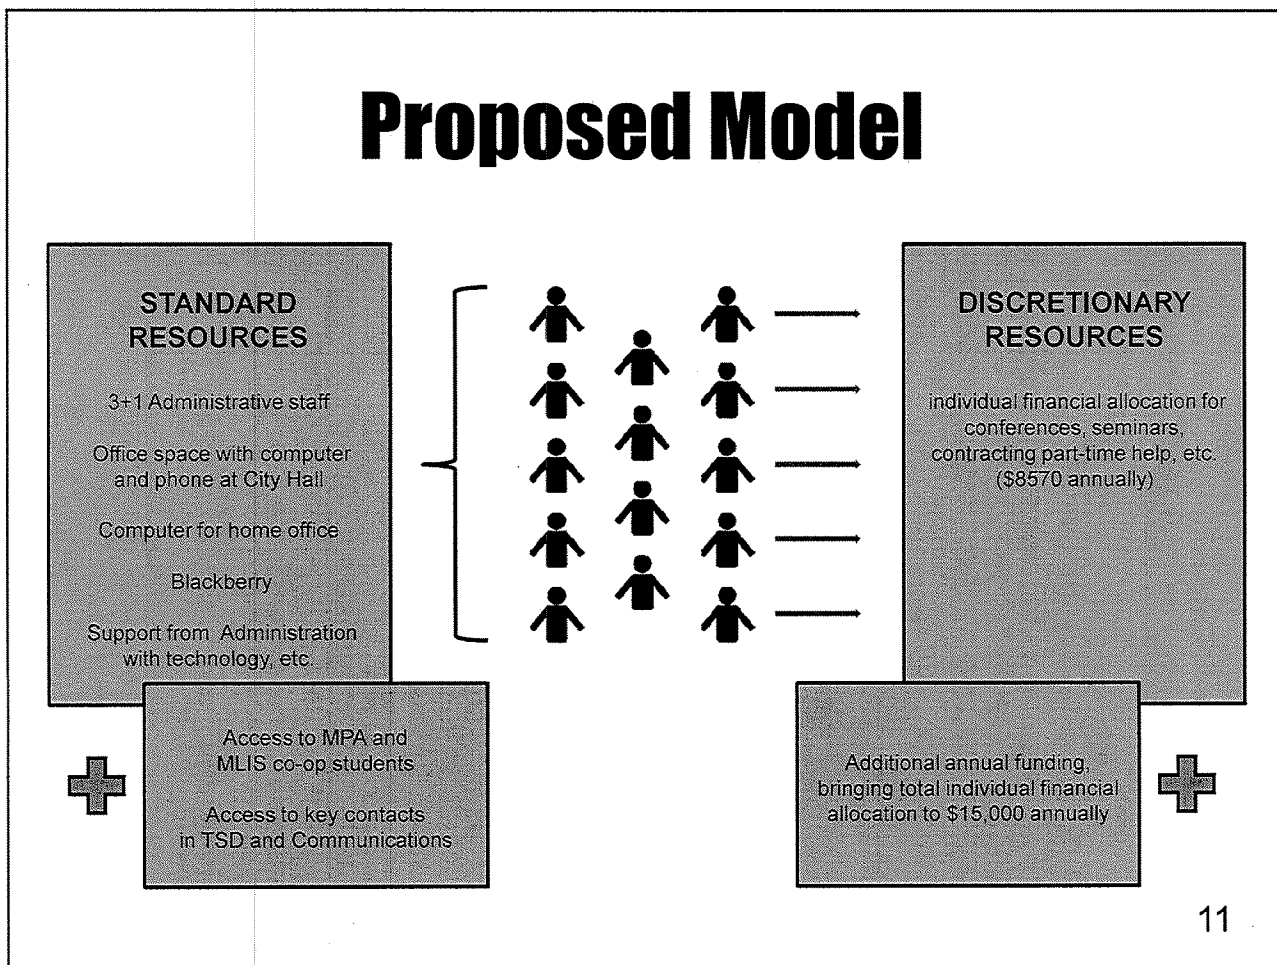 Proposed Model
STANDARD
RESOURCES
3+1 Administrative staff
Office space with computer
and phone at City Hall
Computer for home office
Blackberry
Support from Administration
with technology, etc.
Access to MPA and
MLIS co-op students
Access to key contacts
in TSD and Communications
DISCRETIONARY
RESOURCES
individual financial allocation for
conferences, seminars,
contracting part-time help, etc.
($8570 annually)
Additional annual funding,
bringing total individual financial
allocation to $15,000 annually
11